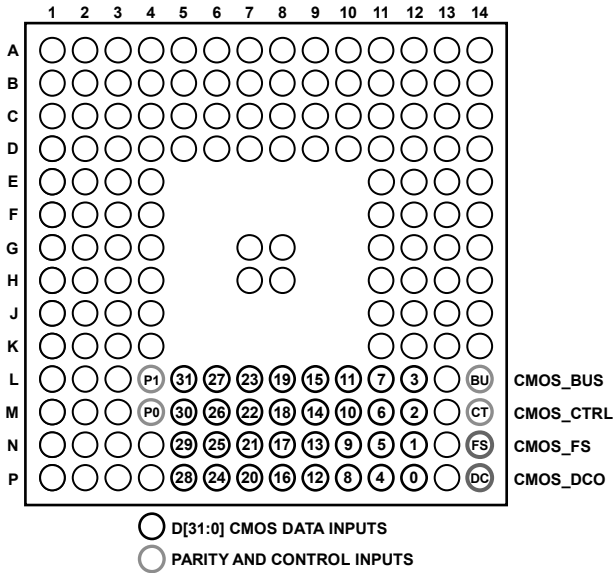 1 2 3 4 5 6 7 8 9 10 11 12 13 14
A
B
C
D
E
F
G
H
J
K
L P1 31 27 23 19 15 11 7 3 BU CMOS_BUS
M P0 30 26 22 18 14 10 6 2 CT CMOS_CTRL
N 29 25 21 17 13 9 5 1 FS CMOS_FS
P 28 24 20 16 12 8 4 0 DC CMOS_DCO
D[31:0] CMOS DATA INPUTS
PARITY AND CONTROL INPUTS